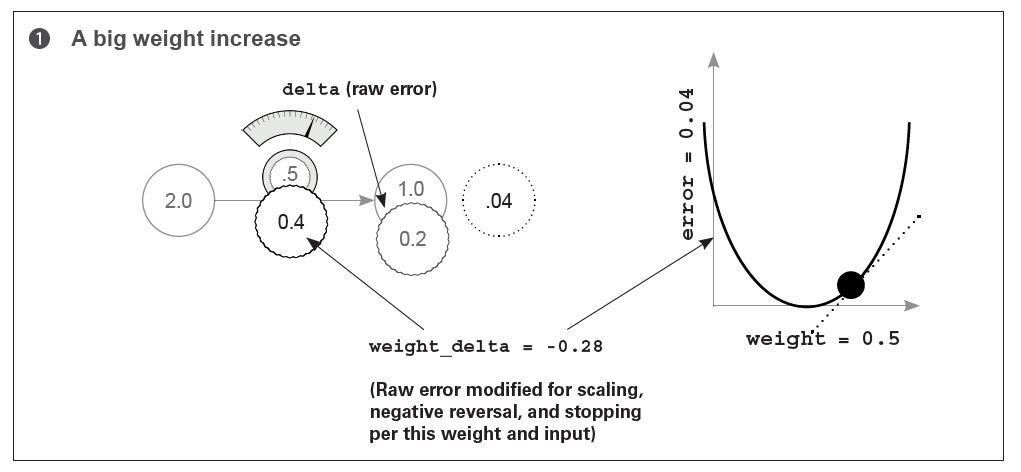 1 A big weight increase
delta (raw error)
.5
2.0
1.0
.04
0.4
0.2
error = 0.04
weight = 0.5
weight_delta = -0.28
(Raw error modified for scaling,
negative reversal, and stopping
per this weight and input)